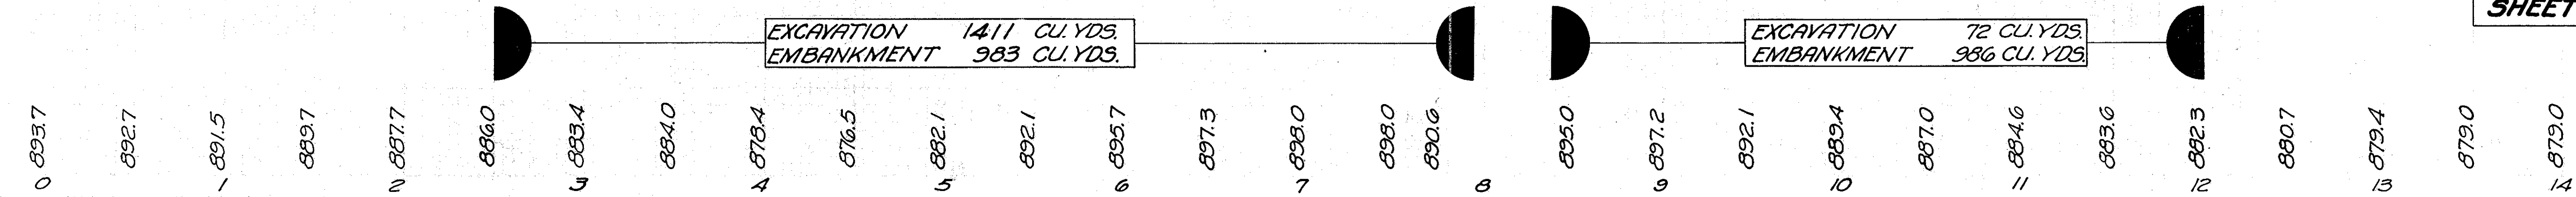 SHEET
EXCAVATION 1411 CU. YDS.
EMBANKMENT 983 CU. YDS.
EXCAVATION 72 CU. YDS.
EMBANKMENT 986 CU. YDS.
893.7 892.7 891.5 889.7 887.7 886.0 883.4 884.0 878.4 876.5 882.1 892.1 895.7 897.3 898.0 898.0 890.6 895.0 897.2 892.1 889.4 887.0 884.6 883.6 882.3 880.7 879.4 879.0 879.0
0 1 2 3 4 5 6 7 8 9 10 11 12 13 14